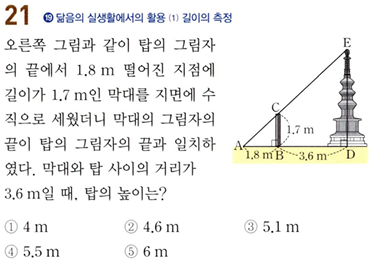 21 19 닮음의 실생활에서의 활용 (1) 길이의 측정
오른쪽 그림과 같이 탑의 그림자
의 끝에서 1.8 m 떨어진 지점에
길이가 1.7 m인 막대를 지면에 수
직으로 세웠더니 막대의 그림자의
끝이 탑의 그림자의 끝과 일치하
였다. 막대와 탑 사이의 거리가
3.6 m일 때, 탑의 높이는?
E
C
1.7 m
A 1.8 m B 3.6 m D
① 4 m ② 4.6 m ③ 5.1 m
④ 5.5 m ⑤ 6 m